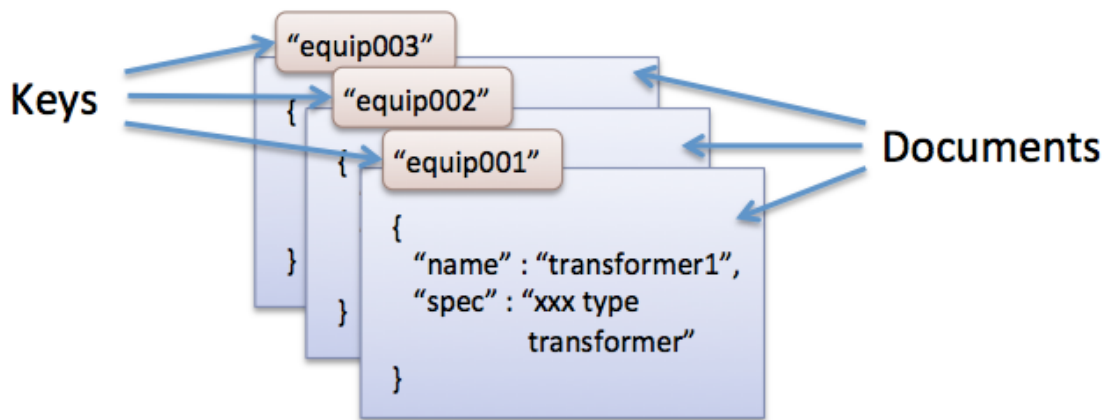 Keys
“equip003”
{
}
“equip002”
{
}
“equip001”
{
“name” : “transformer1”,
“spec” : “xxx type
transformer”
}
Documents